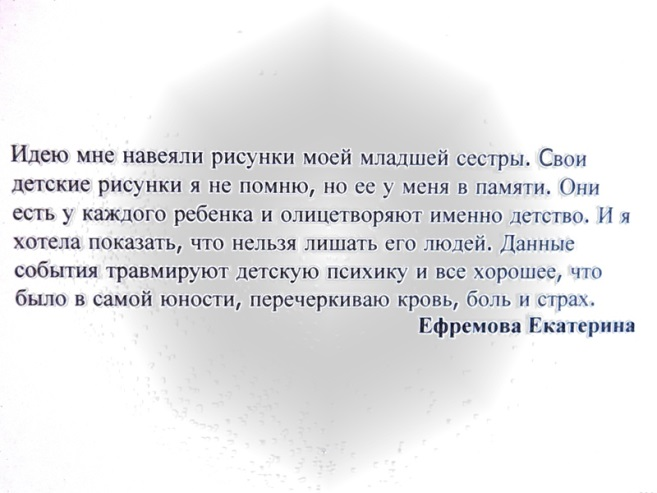 Идею мне навеяли рисунки моей младшей сестры. Свои
детские рисунки я не помню, но ее у меня в памяти. Они
есть у каждого ребенка и олицетворяют именно детство. И я
хотела показать, что нельзя лишать его людей. Данные
события травмируют детскую психику и все хорошее, что
было в самой юности, перечеркиваю кровь, боль и страх.
Ефремова Екатерина